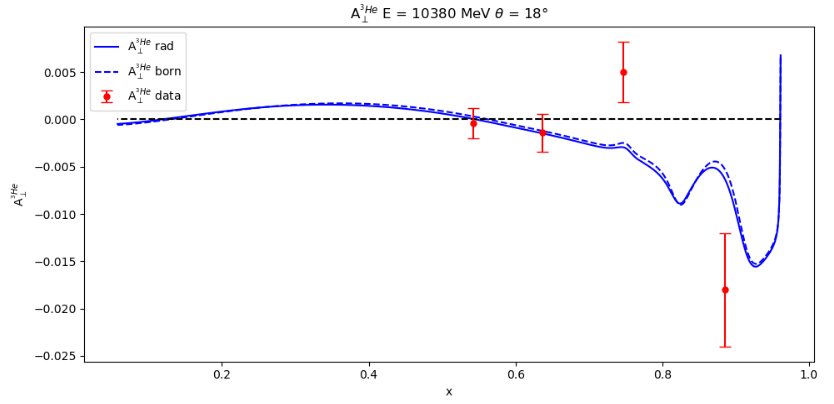 A⊥³ᴴᵉ E = 10380 MeV θ = 18°
A⊥³ᴴᵉ rad
A⊥³ᴴᵉ born
A⊥³ᴴᵉ data
A⊥³ᴴᵉ
0.005
0.000
−0.005
−0.010
−0.015
−0.020
−0.025
0.2 0.4 0.6 0.8 1.0
x